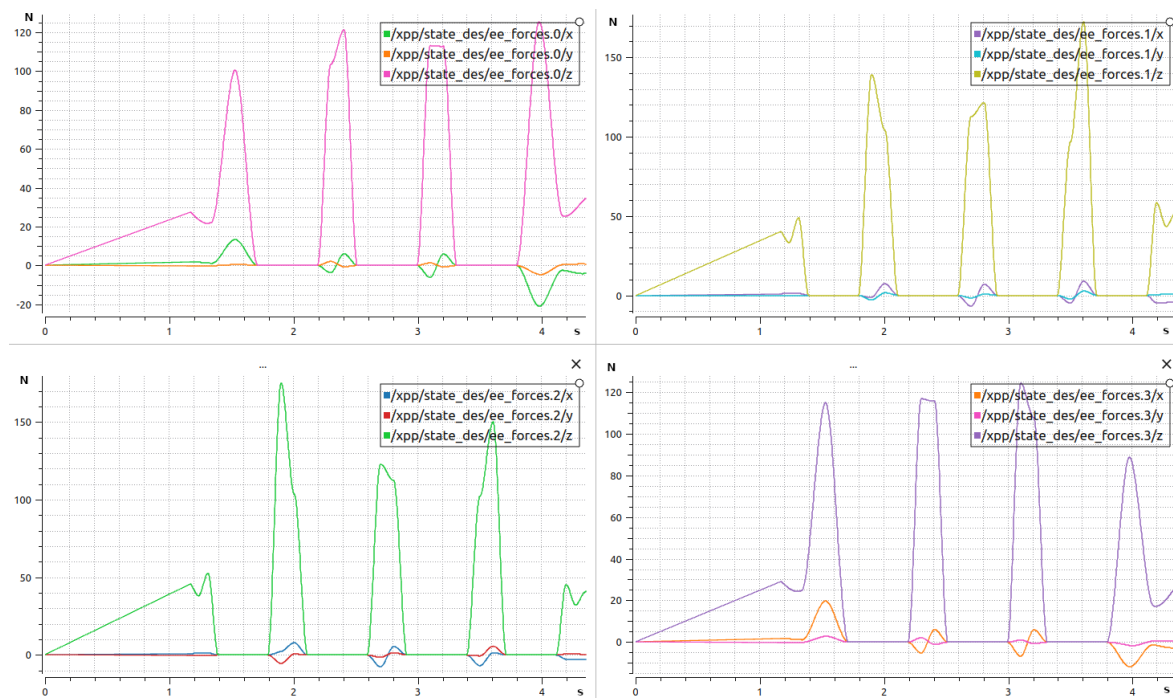 N
120
100
80
60
40
20
0
-20
0
1
2
3
4
s
/xpp/state_des/ee_forces.0/x
/xpp/state_des/ee_forces.0/y
/xpp/state_des/ee_forces.0/z
N
150
100
50
0
0
1
2
3
4
s
/xpp/state_des/ee_forces.1/x
/xpp/state_des/ee_forces.1/y
/xpp/state_des/ee_forces.1/z
...
N
150
100
50
0
0
1
2
3
4
s
/xpp/state_des/ee_forces.2/x
/xpp/state_des/ee_forces.2/y
/xpp/state_des/ee_forces.2/z
...
N
120
100
80
60
40
20
0
0
1
2
3
4
s
/xpp/state_des/ee_forces.3/x
/xpp/state_des/ee_forces.3/y
/xpp/state_des/ee_forces.3/z